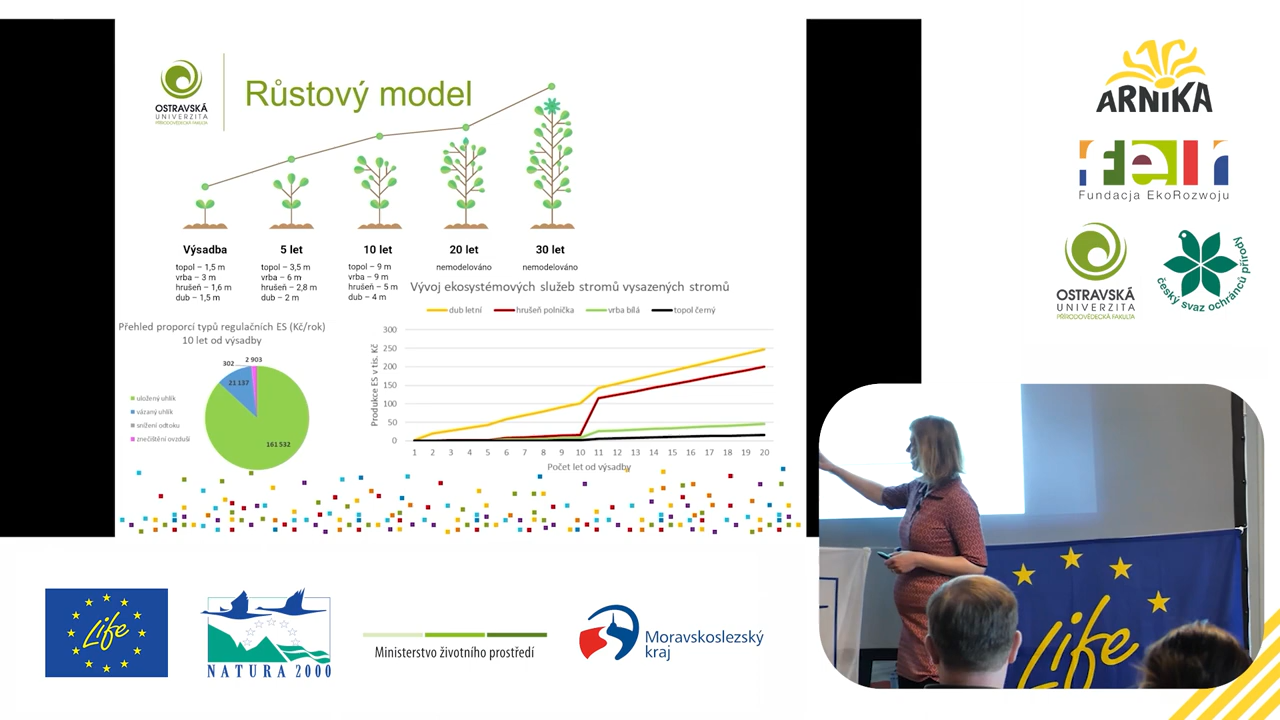 OSTRAVSKÁ
UNIVERZITA
PŘÍRODOVĚDECKÁ FAKULTA
Růstový model
Výsadba
topol – 1,5 m
vrba – 3 m
hrušeň – 1,6 m
dub – 1,5 m
5 let
topol – 3,5 m
vrba – 6 m
hrušeň – 2,8 m
dub – 2 m
10 let
topol – 9 m
vrba – 9 m
hrušeň – 5 m
dub – 4 m
20 let
nemodelováno
30 let
nemodelováno
Přehled proporcí typů regulačních ES (Kč/rok)
10 let od výsadby
302
2 903
21 137
161 532
uložený uhlík
vázaný uhlík
snížení odtoku
znečištění ovzduší
Vývoj ekosystémových služeb stromů vysazených stromů
dub letní
hrušeň polnička
vrba bílá
topol černý
Produkce ES v tis. Kč
300
250
200
150
100
50
0
1 2 3 4 5 6 7 8 9 10 11 12 13 14 15 16 17 18 19 20
Počet let od výsadby
ARNIKA
feır
Fundacja EkoRozwoju
OSTRAVSKÁ
UNIVERZITA
PŘÍRODOVĚDECKÁ FAKULTA
český svaz ochránců přírody
Life
Life
NATURA 2000
Ministerstvo životního prostředí
Moravskoslezský
kraj